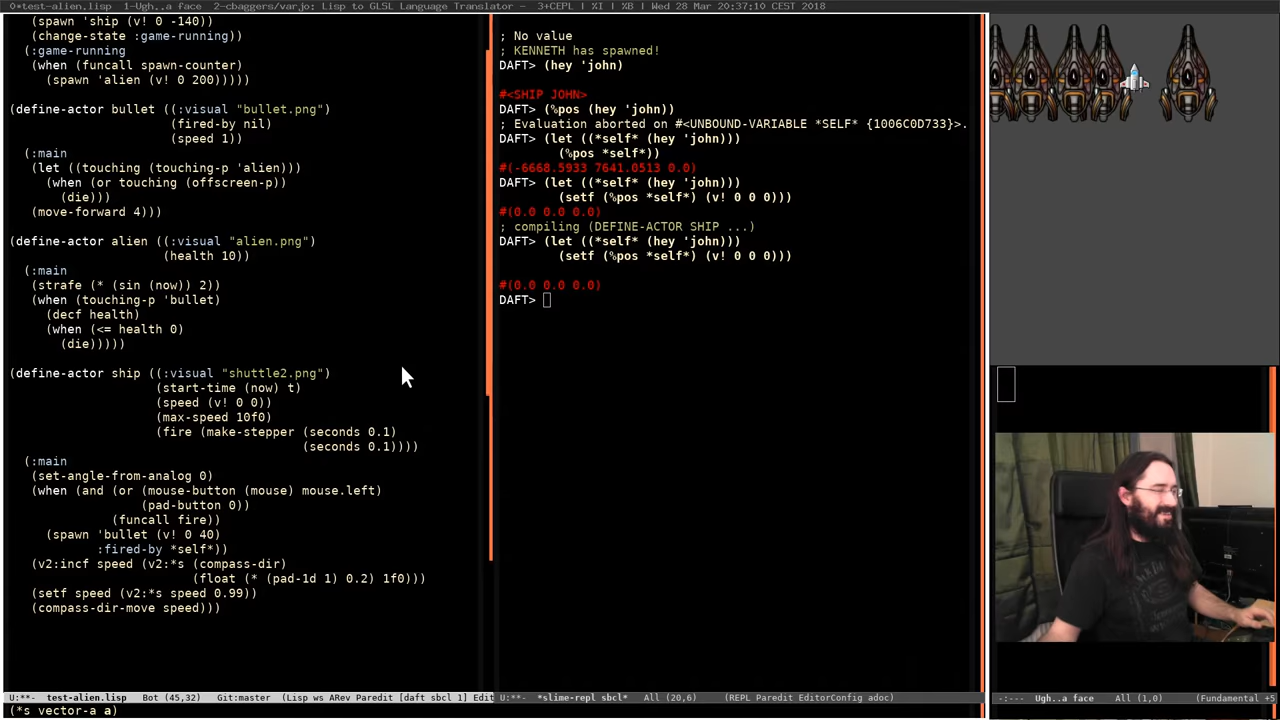 0*test-alien.lisp  1-Ugh..a face  2-cbaggers/varjo: Lisp to GLSL Language Translator -  3+CEPL | %I | %B | Wed 28 Mar 20:37:10 CEST 2018
(spawn 'ship (v! 0 -140)
(change-state :game-running))
(:game-running
(when (funcall spawn-counter)
(spawn 'alien (v! 0 200)))))
(define-actor bullet ((:visual "bullet.png")
(fired-by nil)
(speed 1))
(:main
(let ((touching (touching-p 'alien)))
(when (or touching (offscreen-p))
(die)))
(move-forward 4)))
(define-actor alien ((:visual "alien.png")
(health 10))
(:main
(strafe (* (sin (now)) 2))
(when (touching-p 'bullet)
(decf health)
(when (<= health 0)
(die)))))
(define-actor ship ((:visual "shuttle2.png")
(start-time (now) t)
(speed (v! 0 0))
(max-speed 10f0)
(fire (make-stepper (seconds 0.1)
(seconds 0.1))))
(:main
(set-angle-from-analog 0)
(when (and (or (mouse-button (mouse) mouse.left)
(pad-button 0))
(funcall fire))
(spawn 'bullet (v! 0 40)
:fired-by *self*))
(v2:incf speed (v2:*s (compass-dir)
(float (* (pad-1d 1) 0.2) 1f0)))
(setf speed (v2:*s speed 0.99))
(compass-dir-move speed)))
U:**-  test-alien.lisp   Bot (45,32)   Git:master  (Lisp ws ARev Paredit [daft sbcl 1] Edit
(*s vector-a a)
; No value
; KENNETH has spawned!
DAFT> (hey 'john)
#<SHIP JOHN>
DAFT> (%pos (hey 'john))
; Evaluation aborted on #<UNBOUND-VARIABLE *SELF* {1006C0D733}>.
DAFT> (let ((*self* (hey 'john)))
(%pos *self*))
#(-6668.5933 7641.0513 0.0)
DAFT> (let ((*self* (hey 'john)))
(setf (%pos *self*) (v! 0 0 0)))
#(0.0 0.0 0.0)
; compiling (DEFINE-ACTOR SHIP ...)
DAFT> (let ((*self* (hey 'john)))
(setf (%pos *self*) (v! 0 0 0)))
#(0.0 0.0 0.0)
DAFT>
U:**-  *slime-repl sbcl*   All (20,6)   (REPL Paredit EditorConfig adoc)
-:---  Ugh..a face   All (1,0)   (Fundamental +5